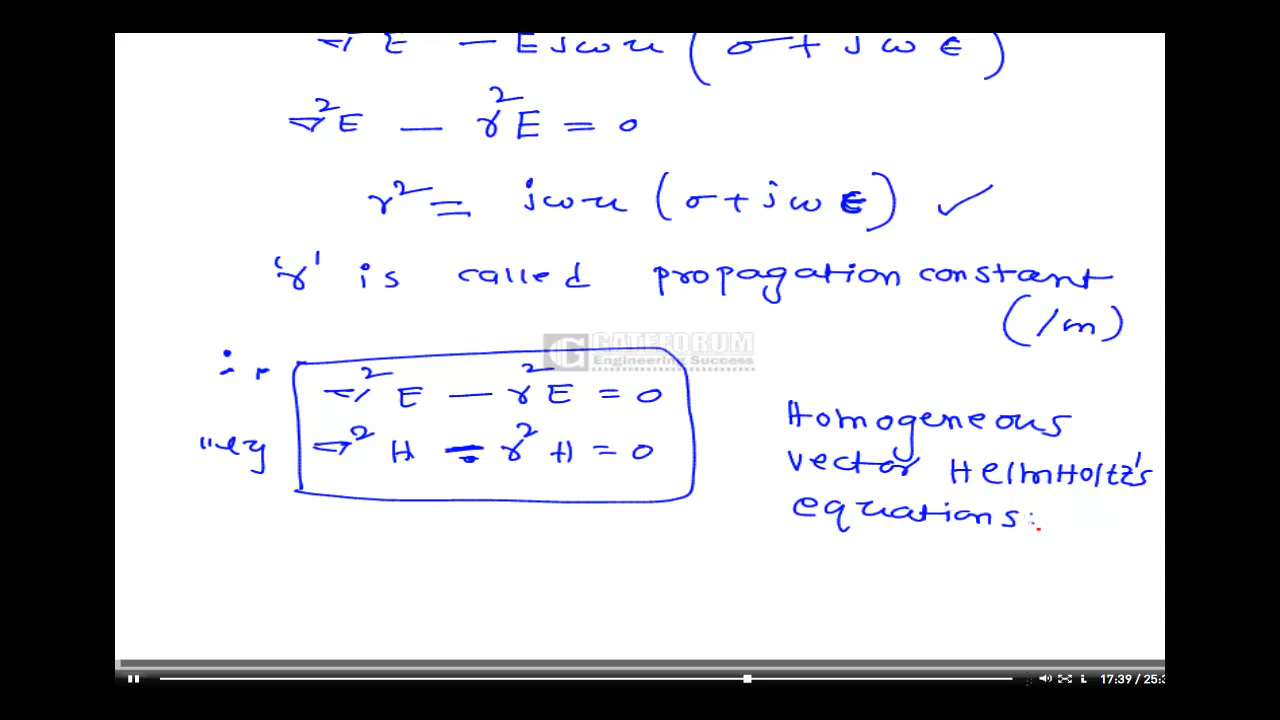 ∇²E − Ejωμ(σ + jωϵ)
∇²E − γ²E = 0
γ² = jωμ(σ + jωϵ) ✓
'γ' is called propagation constant
(/m)
GATEFORUM
Engineering Success
∴ ∇²E − γ²E = 0
"ly ∇²H − γ²H = 0
Homogeneous
vector HelmHoltz's
equations:
17:39 / 25:3